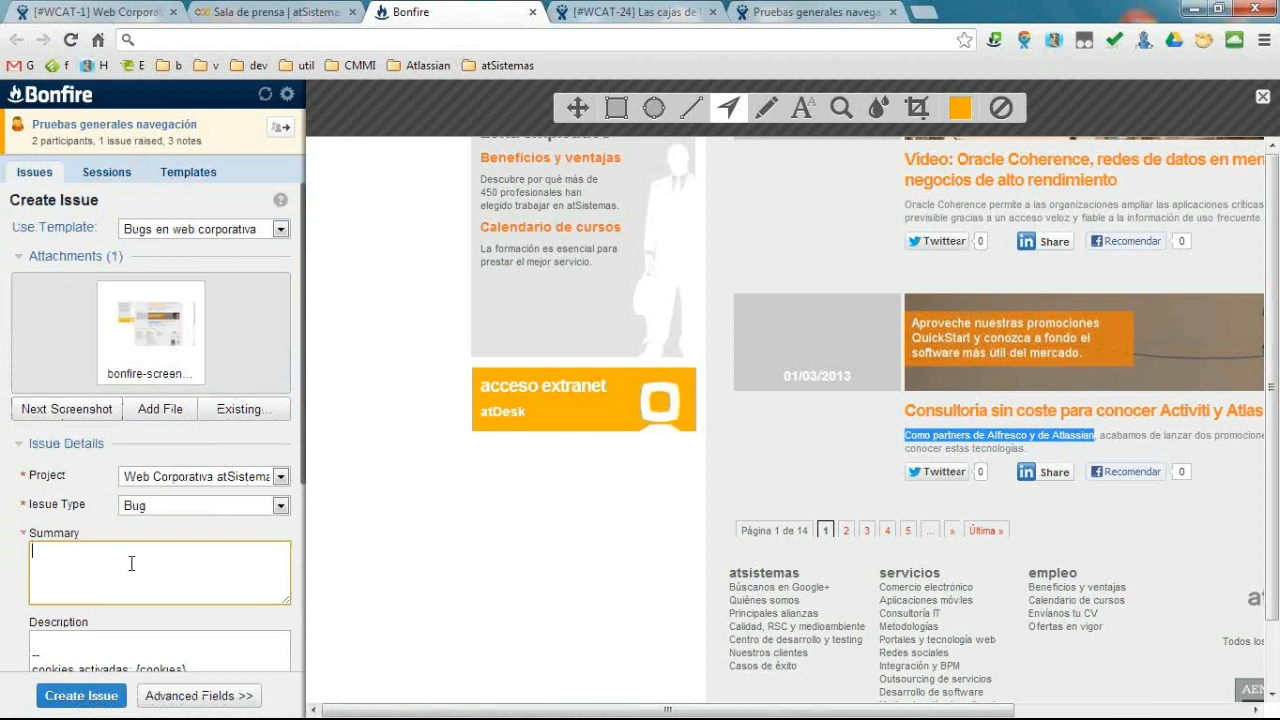 [#WCAT-1] Web Corporat
Sala de prensa | atSistema
Bonfire
[#WCAT-24] Las cajas de
Pruebas generales navega
G
f
H
E
b
v
dev
util
CMMI
Atlassian
atSistemas
Bonfire
Pruebas generales navegación
2 participants, 1 issue raised, 3 notes
Issues
Sessions
Templates
Create Issue
?
Use Template:
Bugs en web corporativa
Attachments (1)
bonfire-screen...
Next Screenshot
Add File
Existing...
Issue Details
* Project
Web Corporativa atSistema
* Issue Type
Bug
* Summary
Description
--
cookies activadas: {cookies}
Create Issue
Advanced Fields >>
Beneficios y ventajas
Descubre por qué más de
450 profesionales han
elegido trabajar en atSistemas.
Calendario de cursos
La formación es esencial para
prestar el mejor servicio.
acceso extranet
atDesk
Vídeo: Oracle Coherence, redes de datos en mem
negocios de alto rendimiento
Oracle Coherence permite a las organizaciones ampliar las aplicaciones críticas
previsible gracias a un acceso veloz y fiable a la información de uso frecuente.
Twittear
0
Share
Recomendar
0
01/03/2013
Aproveche nuestras promociones
QuickStart y conozca a fondo el
software más útil del mercado.
Consultoría sin coste para conocer Activiti y Atlas
Como partners de Alfresco y de Atlassian, acabamos de lanzar dos promocione
conocer estas tecnologías.
Twittear
0
Share
Recomendar
0
Página 1 de 14
1
2
3
4
5
...
»
Última »
atsistemas
Búscanos en Google+
Quiénes somos
Principales alianzas
Calidad, RSC y medioambiente
Centro de desarrollo y testing
Nuestros clientes
Casos de éxito
servicios
Comercio electrónico
Aplicaciones móviles
Consultoría IT
Metodologías
Portales y tecnología web
Redes sociales
Integración y BPM
Outsourcing de servicios
Desarrollo de software
empleo
Beneficios y ventajas
Calendario de cursos
Envíanos tu CV
Ofertas en vigor
at
Todos los
AEN